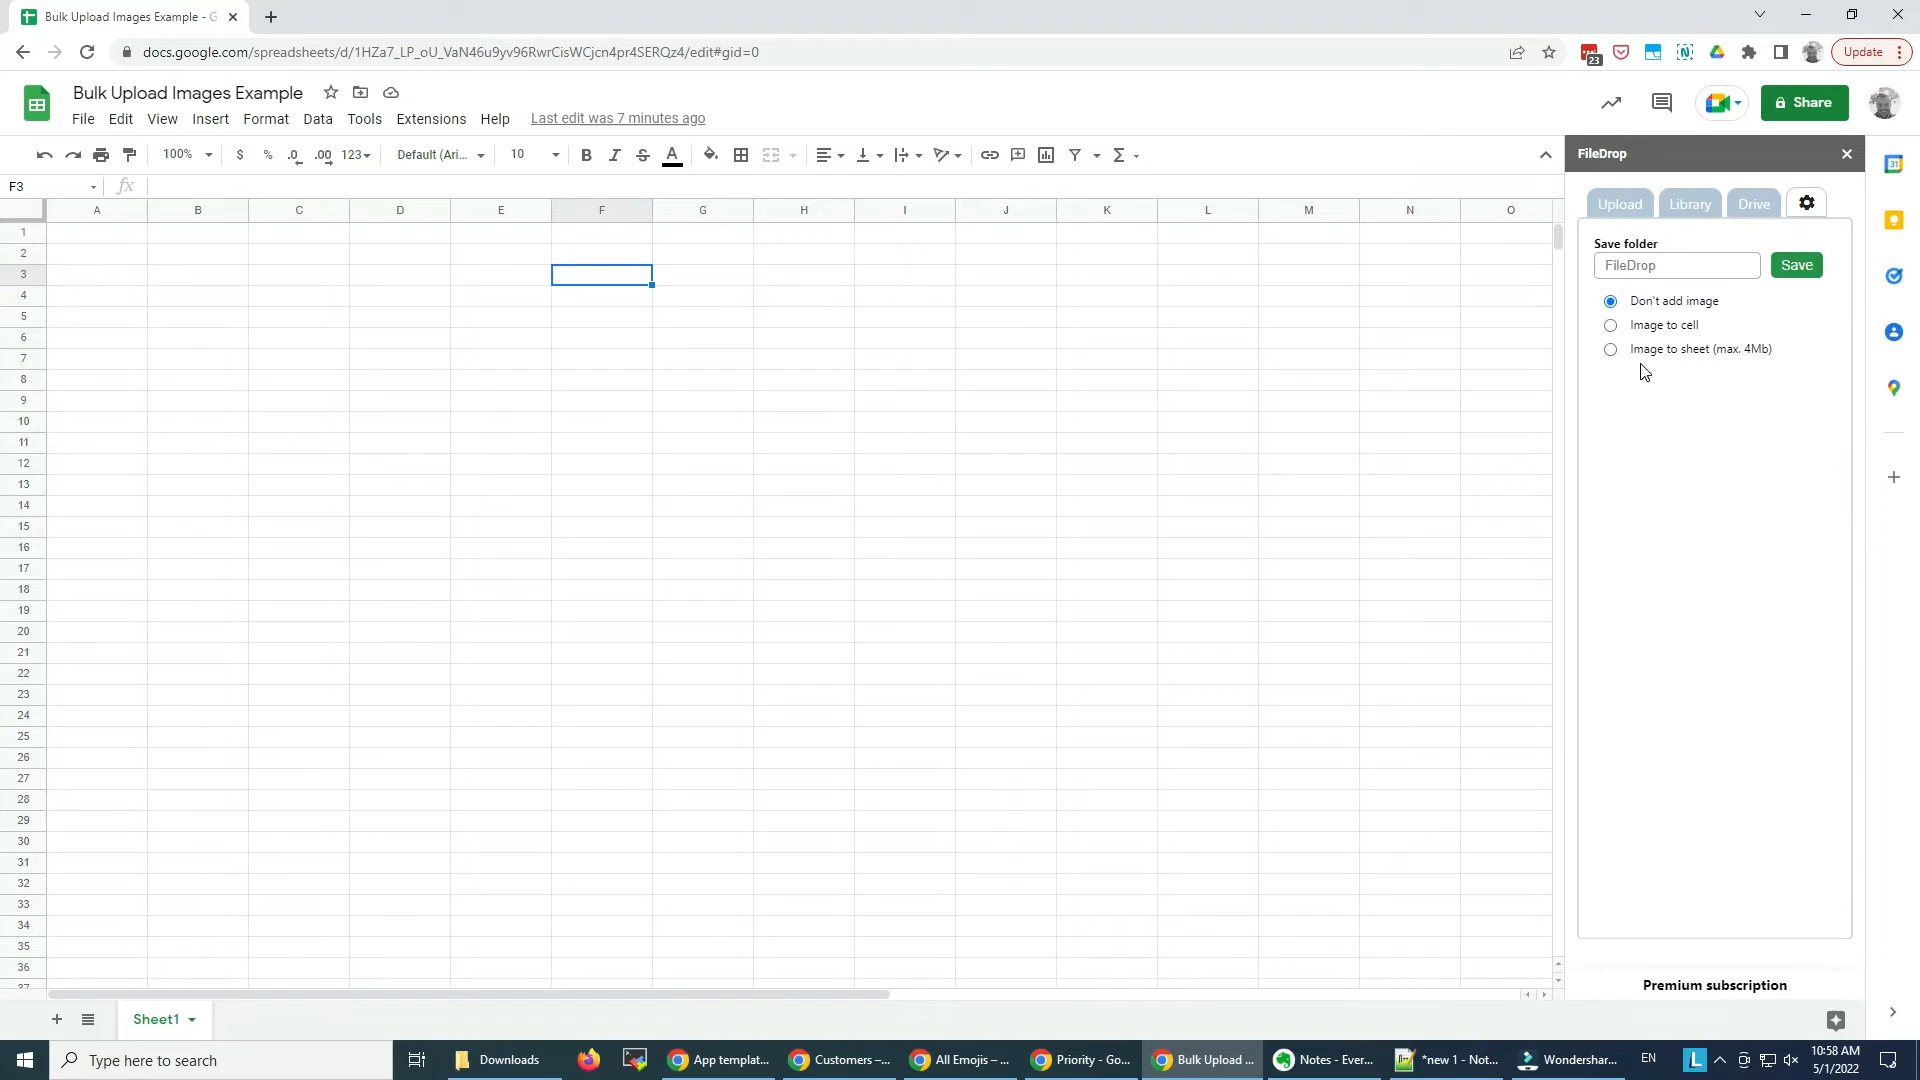 Bulk Upload Images Example - G
docs.google.com/spreadsheets/d/1HZa7_LP_oU_VaN46u9yv96RwrCisWCjcn4pr4SERQz4/edit#gid=0
23
Update
Bulk Upload Images Example
File Edit View Insert Format Data Tools Extensions Help Last edit was 7 minutes ago
Share
100% $ % .0 .00 123 Default (Ari... 10 B I S A
FileDrop
31
F3 fx
A B C D E F G H I J K L M N O
Upload Library Drive
Save folder
FileDrop Save
Don't add image
Image to cell
Image to sheet (max. 4Mb)
1
2
3
4
5
6
7
8
9
10
11
12
13
14
15
16
17
18
19
20
21
22
23
24
25
26
27
28
29
30
31
32
33
34
35
36
37
Premium subscription
Sheet1
Type here to search
Downloads
App templat...
Customers –...
All Emojis – ...
Priority - Go...
Bulk Upload ...
Notes - Ever...
*new 1 - Not...
Wondershar...
EN
L
10:58 AM
5/1/2022